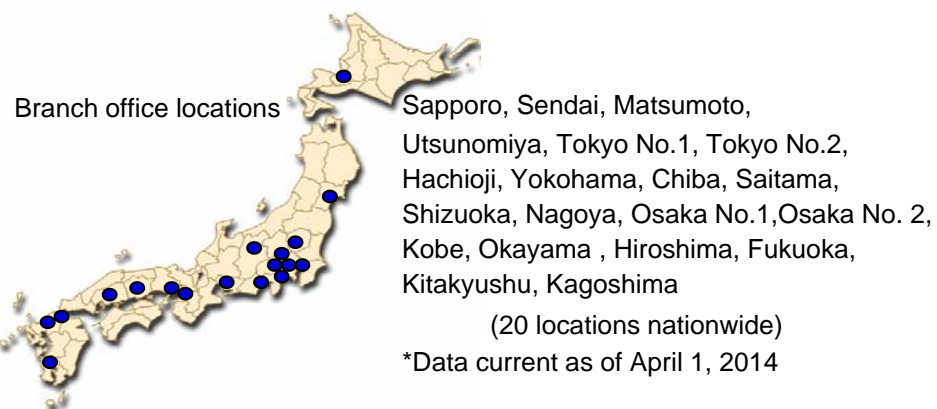 Branch office locations
Sapporo, Sendai, Matsumoto,
Utsunomiya, Tokyo No.1, Tokyo No.2,
Hachioji, Yokohama, Chiba, Saitama,
Shizuoka, Nagoya, Osaka No.1,Osaka No. 2,
Kobe, Okayama , Hiroshima, Fukuoka,
Kitakyushu, Kagoshima
(20 locations nationwide)
*Data current as of April 1, 2014